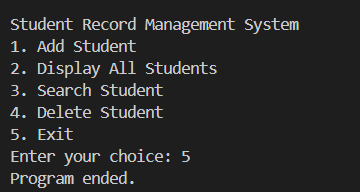 Student Record Management System
1. Add Student
2. Display All Students
3. Search Student
4. Delete Student
5. Exit
Enter your choice: 5
Program ended.